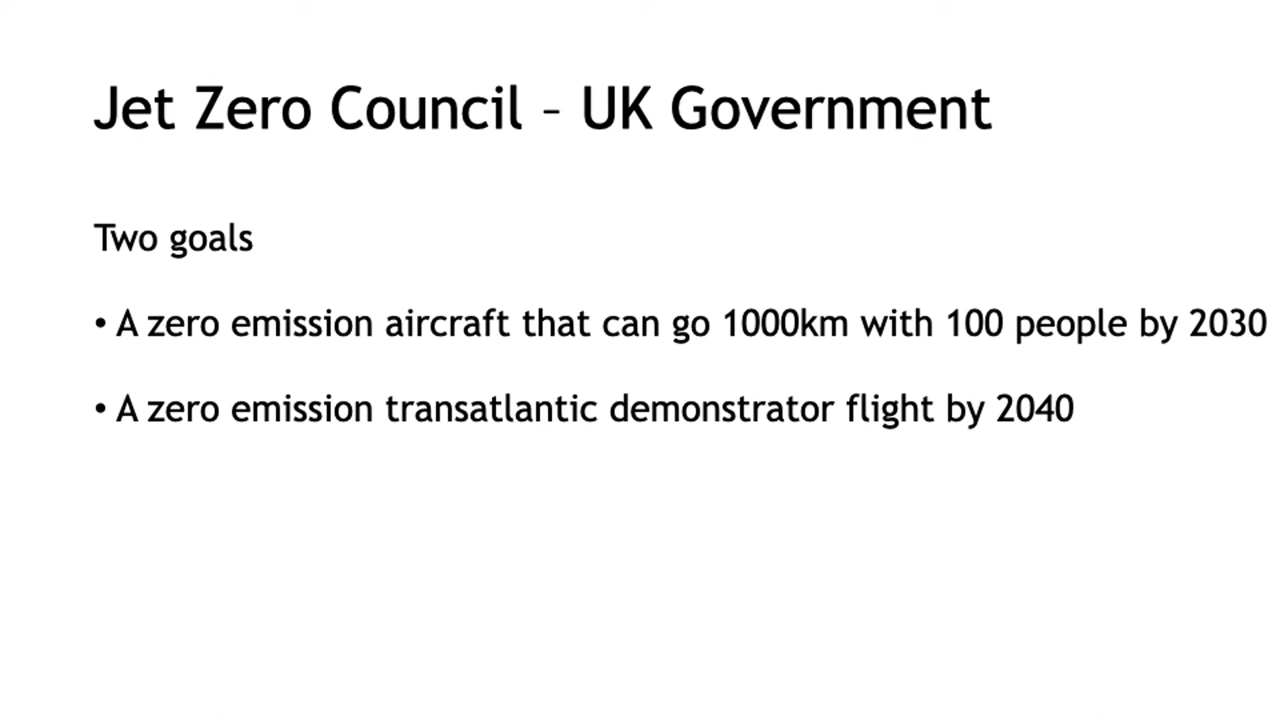 Jet Zero Council – UK Government
Two goals
• A zero emission aircraft that can go 1000km with 100 people by 2030
• A zero emission transatlantic demonstrator flight by 2040